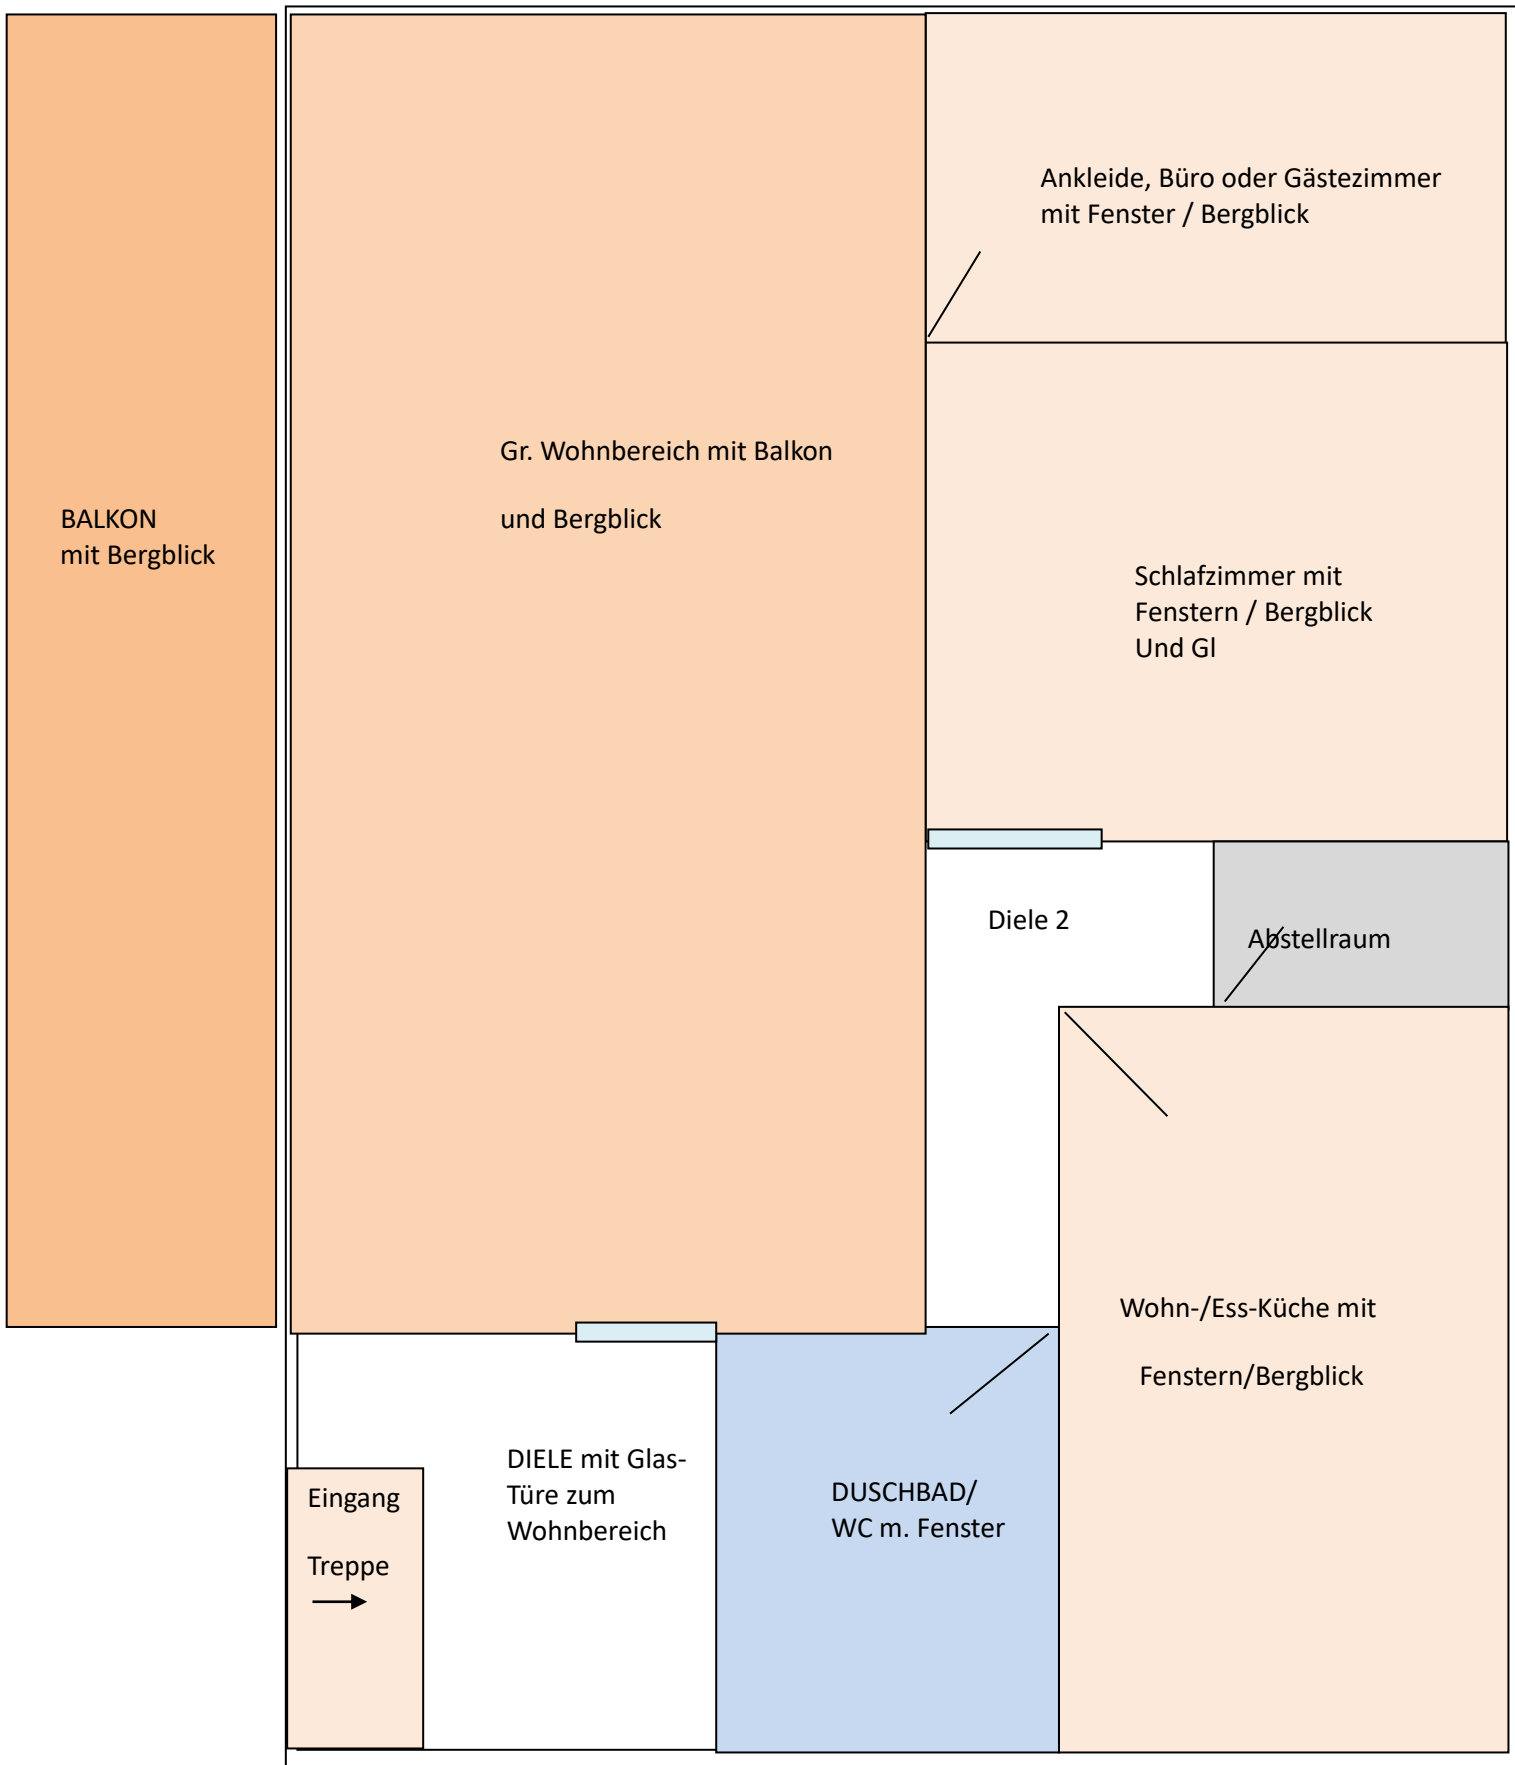 Ankleide, Büro oder Gästezimmer
mit Fenster / Bergblick
Gr. Wohnbereich mit Balkon
und Bergblick
BALKON
mit Bergblick
Schlafzimmer mit
Fenstern / Bergblick
Und Gl
Diele 2
Abstellraum
Wohn-/Ess-Küche mit
Fenstern/Bergblick
DIELE mit Glas-
Türe zum
Wohnbereich
DUSCHBAD/
WC m. Fenster
Eingang
Treppe